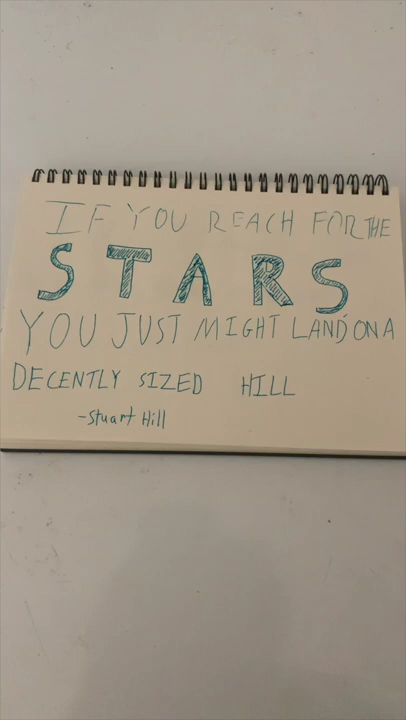 IF YOU REACH FOR THE
STARS
YOU JUST MIGHT LAND ON A
DECENTLY SIZED HILL
-Stuart Hill